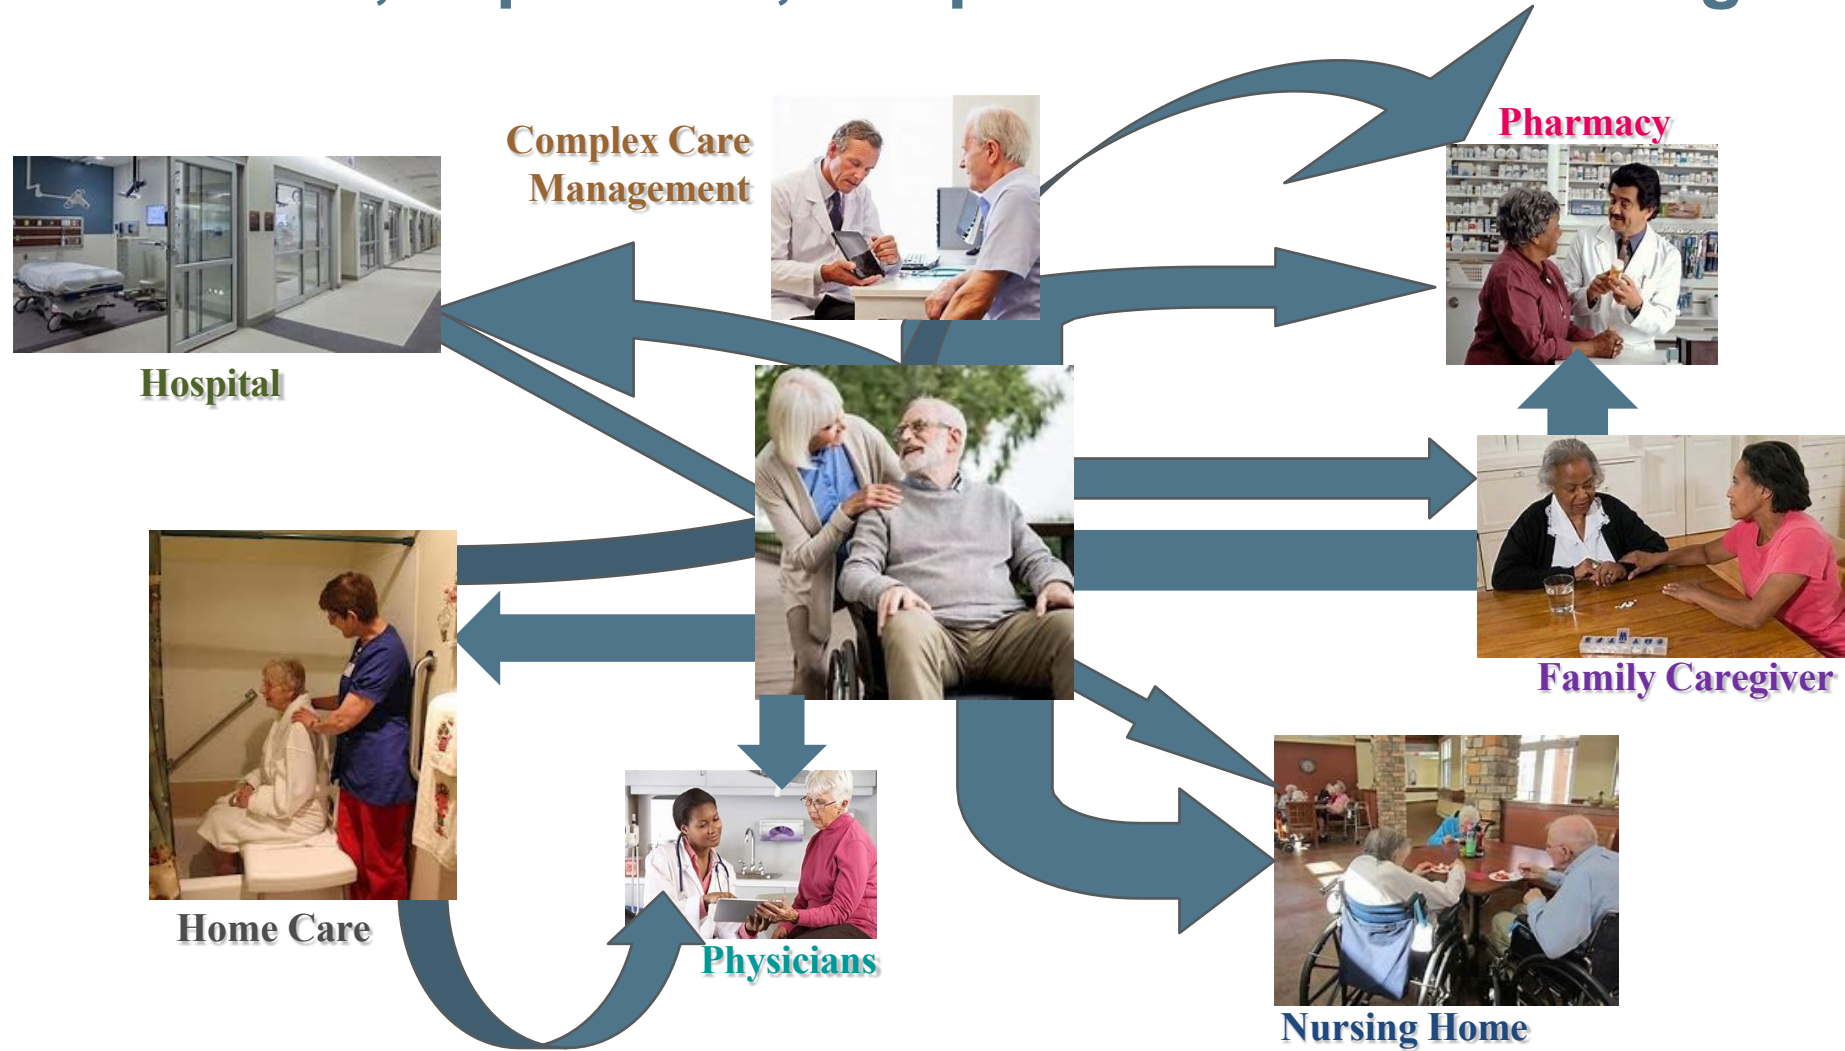 Complex Care
Management
Pharmacy
Hospital
Family Caregiver
Home Care
Physicians
Nursing Home